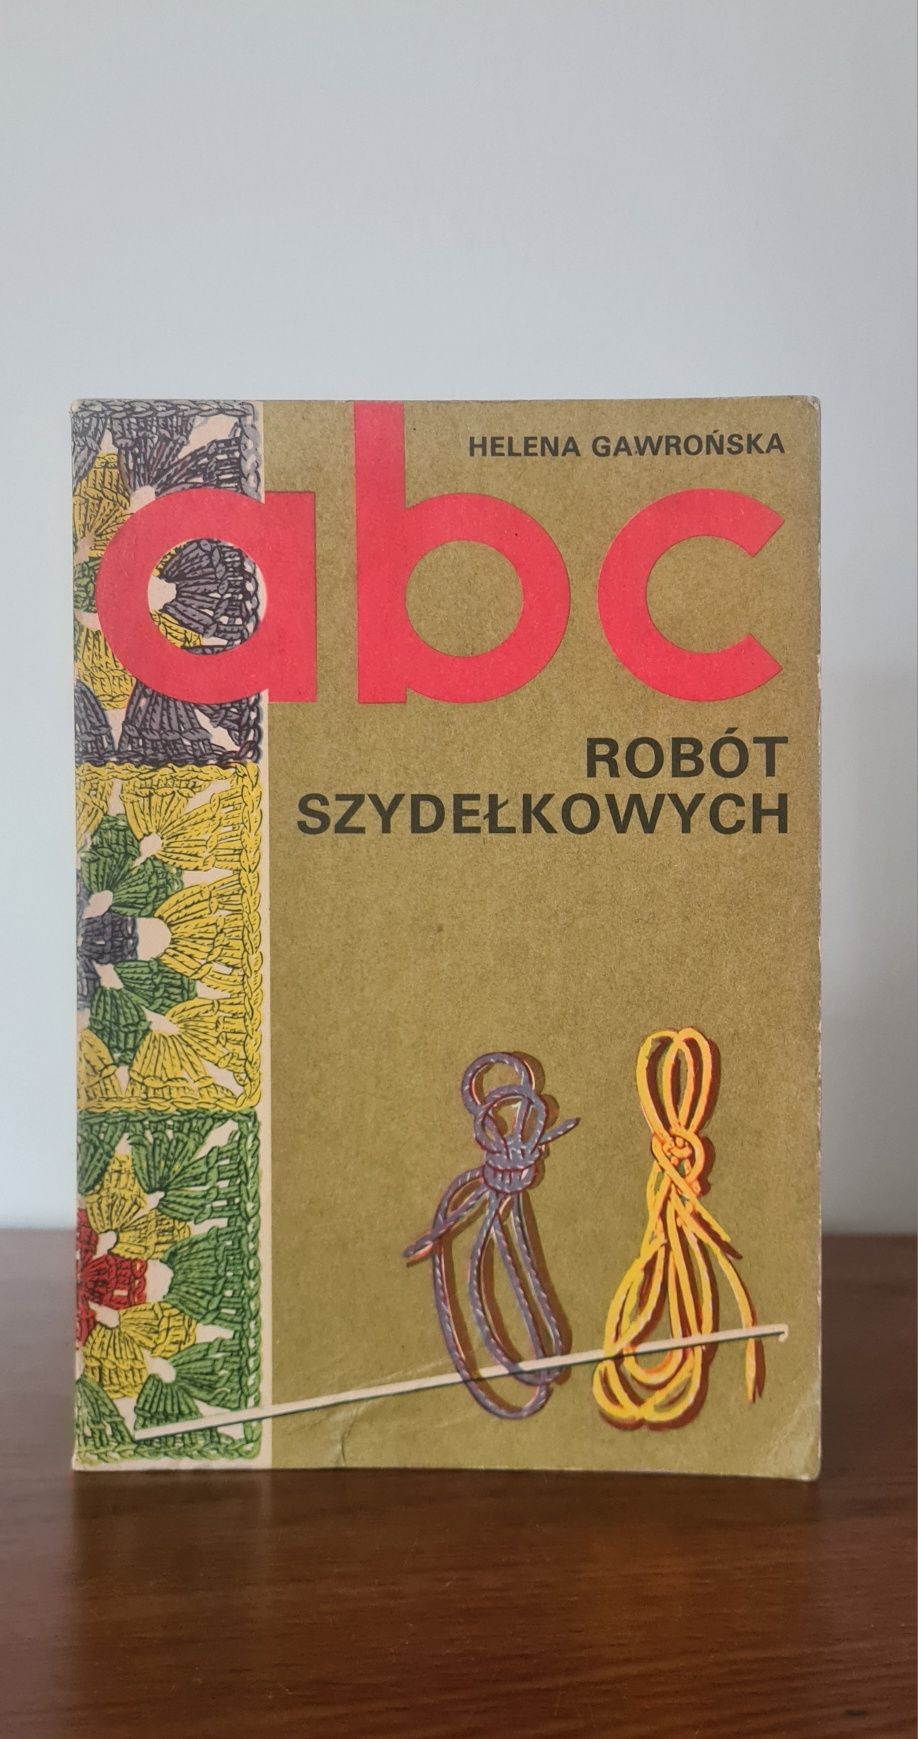 HELENA GAWROŃSKA
abc
ROBÓT
SZYDEŁKOWYCH